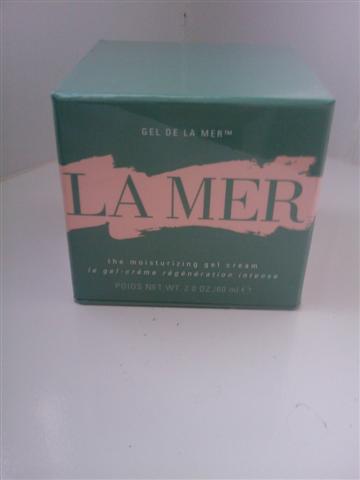 GEL DE LA MER™
LA MER
the moisturizing gel cream
le gel-crème régénération intense
POIDS NET WT. 2.0 OZ./60 ml ℮